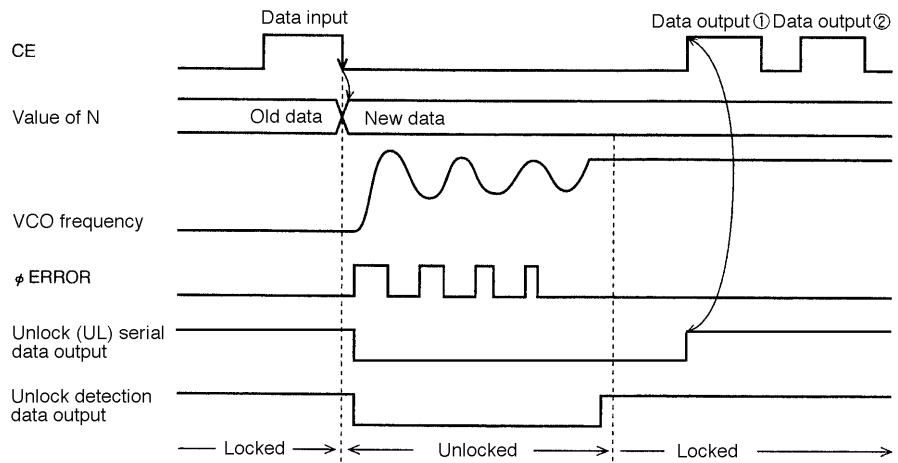 Data input
Data output ① Data output ②
CE
Value of N
Old data
New data
VCO frequency
φ ERROR
Unlock (UL) serial
data output
Unlock detection
data output
Locked
Unlocked
Locked